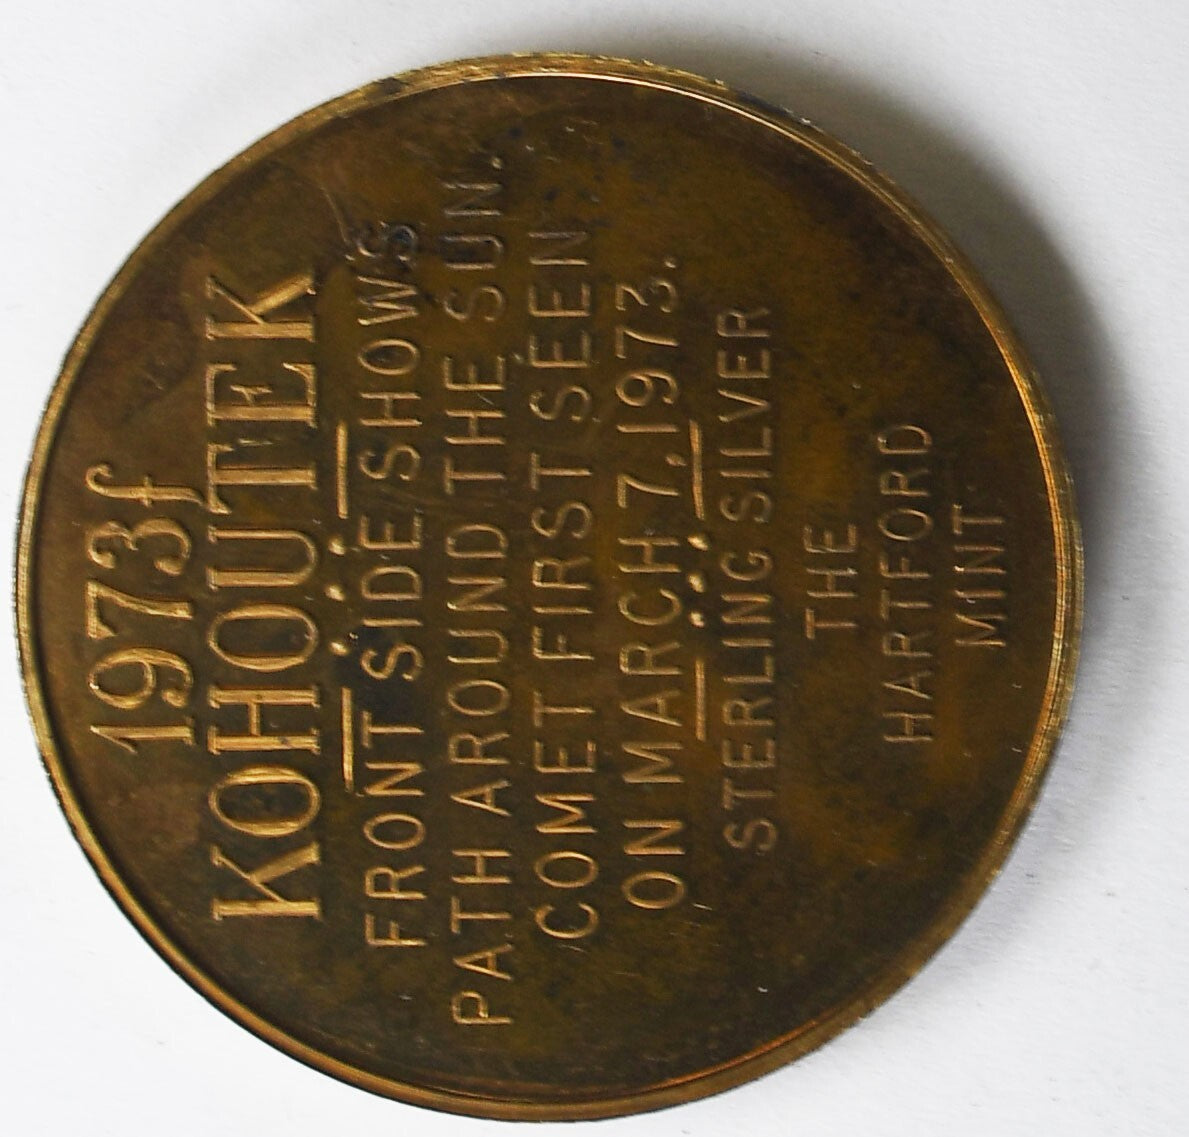 1973f
KOHOUTEK
FRONT SIDE SHOWS
PATH AROUND THE SUN.
COMET FIRST SEEN
ON MARCH 7, 1973.
STERLING SILVER
THE
HARTFORD
MINT